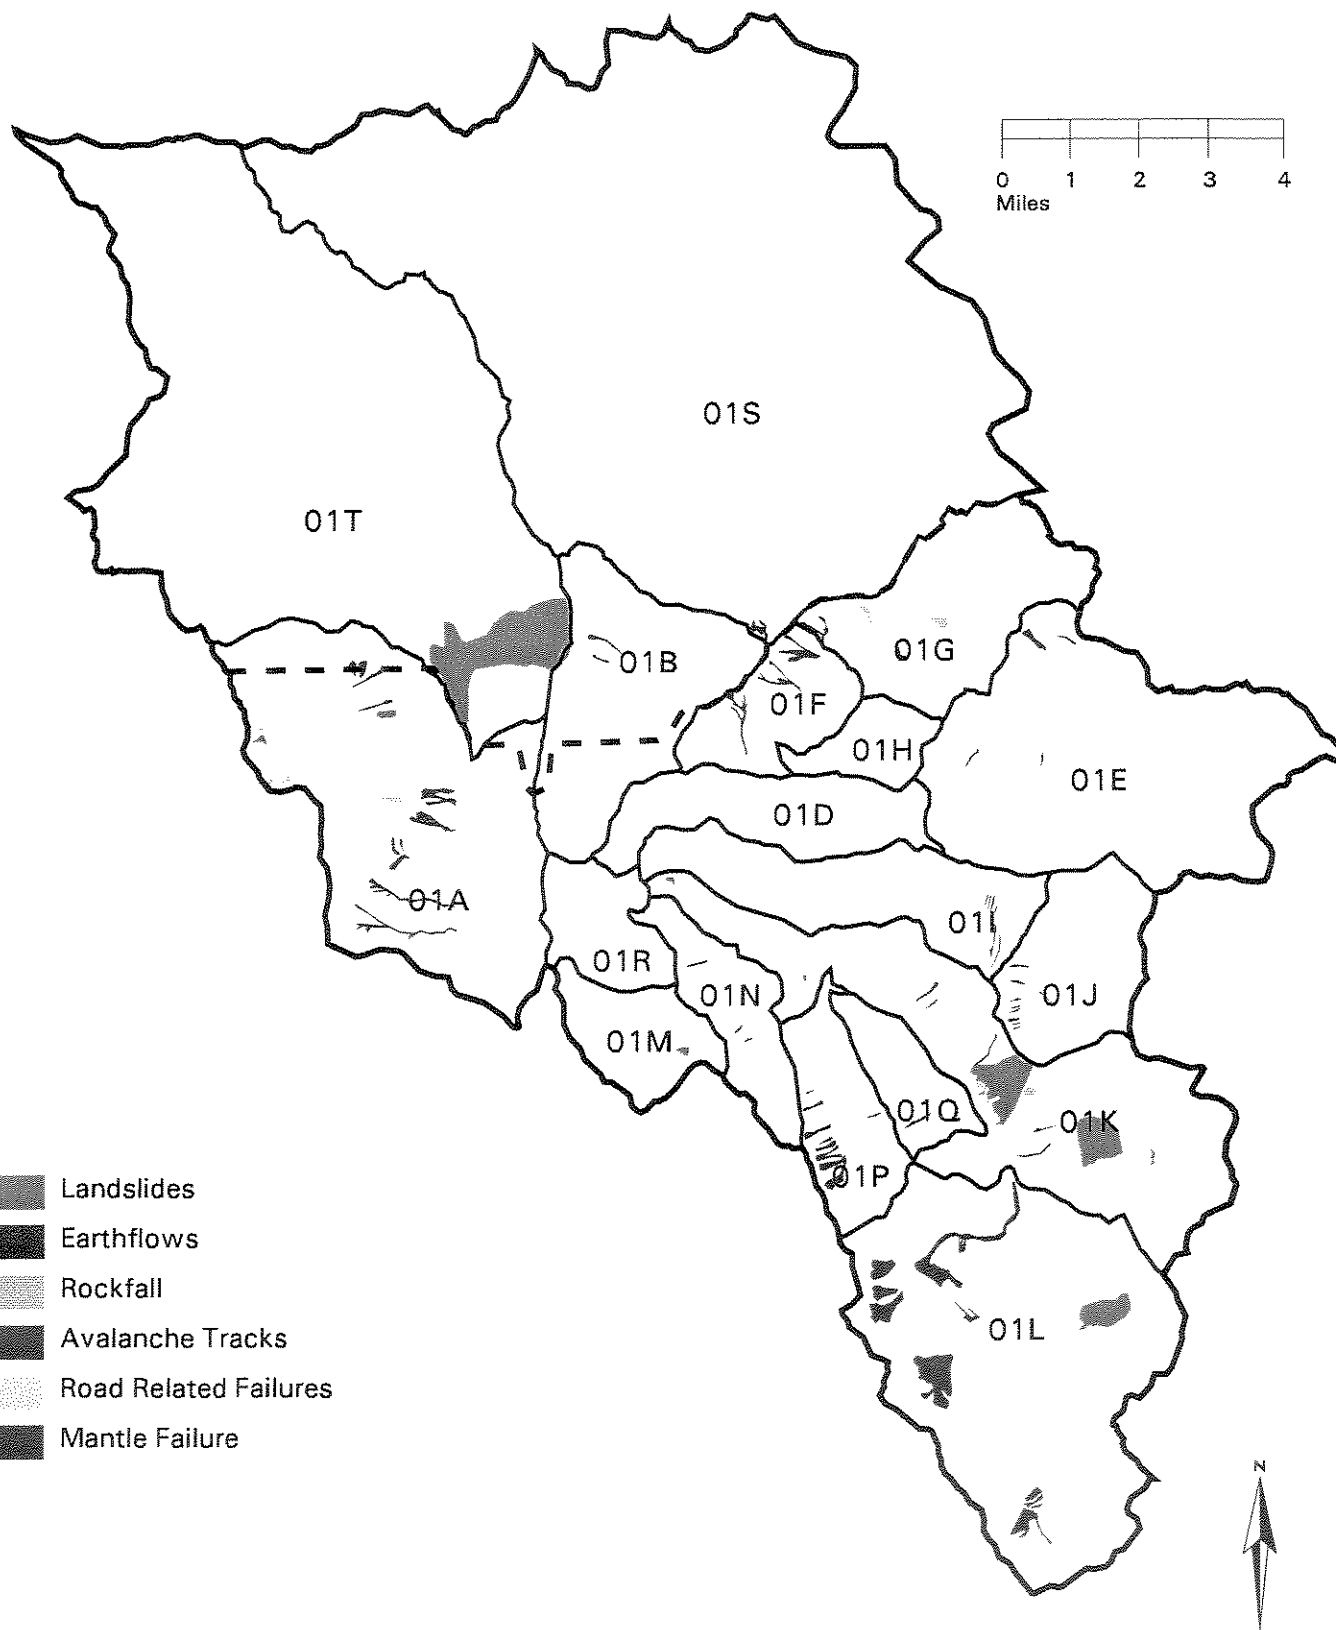 0 1 2 3 4
Miles
01S
01T
01B
01G
01F
01H
01E
01D
01A
01I
01R
01N
01J
01M
01Q
01K
01P
01L
Landslides
Earthflows
Rockfall
Avalanche Tracks
Road Related Failures
Mantle Failure
N